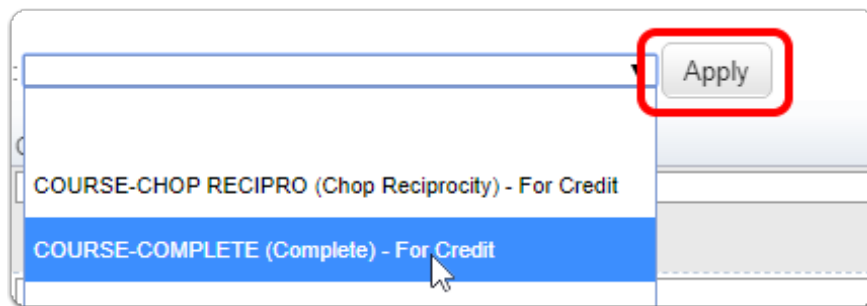 Apply
COURSE-CHOP RECIPRO (Chop Reciprocity) - For Credit
COURSE-COMPLETE (Complete) - For Credit